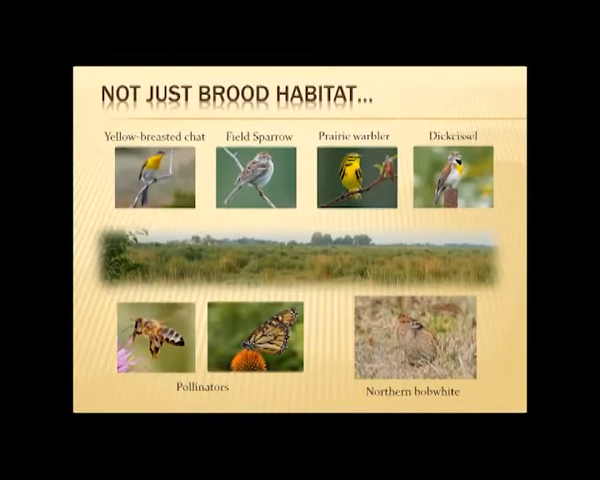 NOT JUST BROOD HABITAT...
Yellow-breasted chat Field Sparrow Prairie warbler Dickcissel
Pollinators
Northern bobwhite